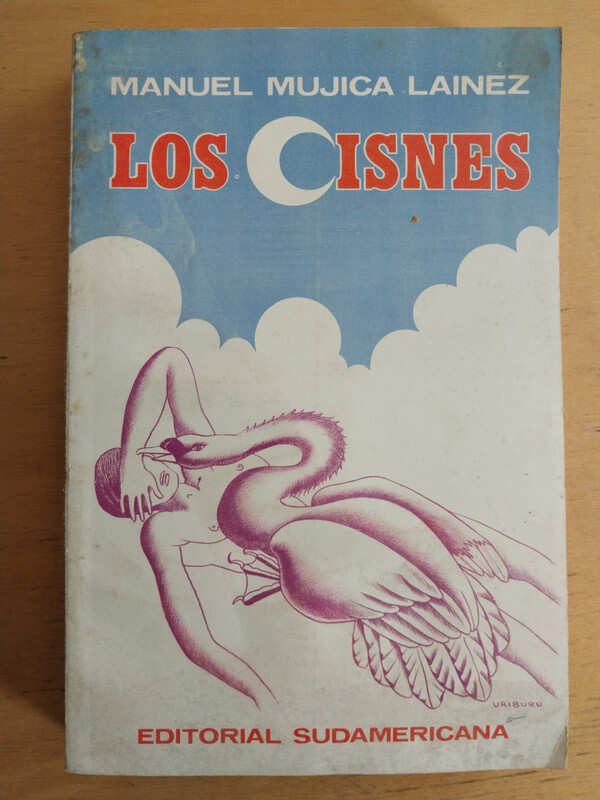 MANUEL MUJICA LAINEZ
LOS CISNES
URIBURU
EDITORIAL SUDAMERICANA